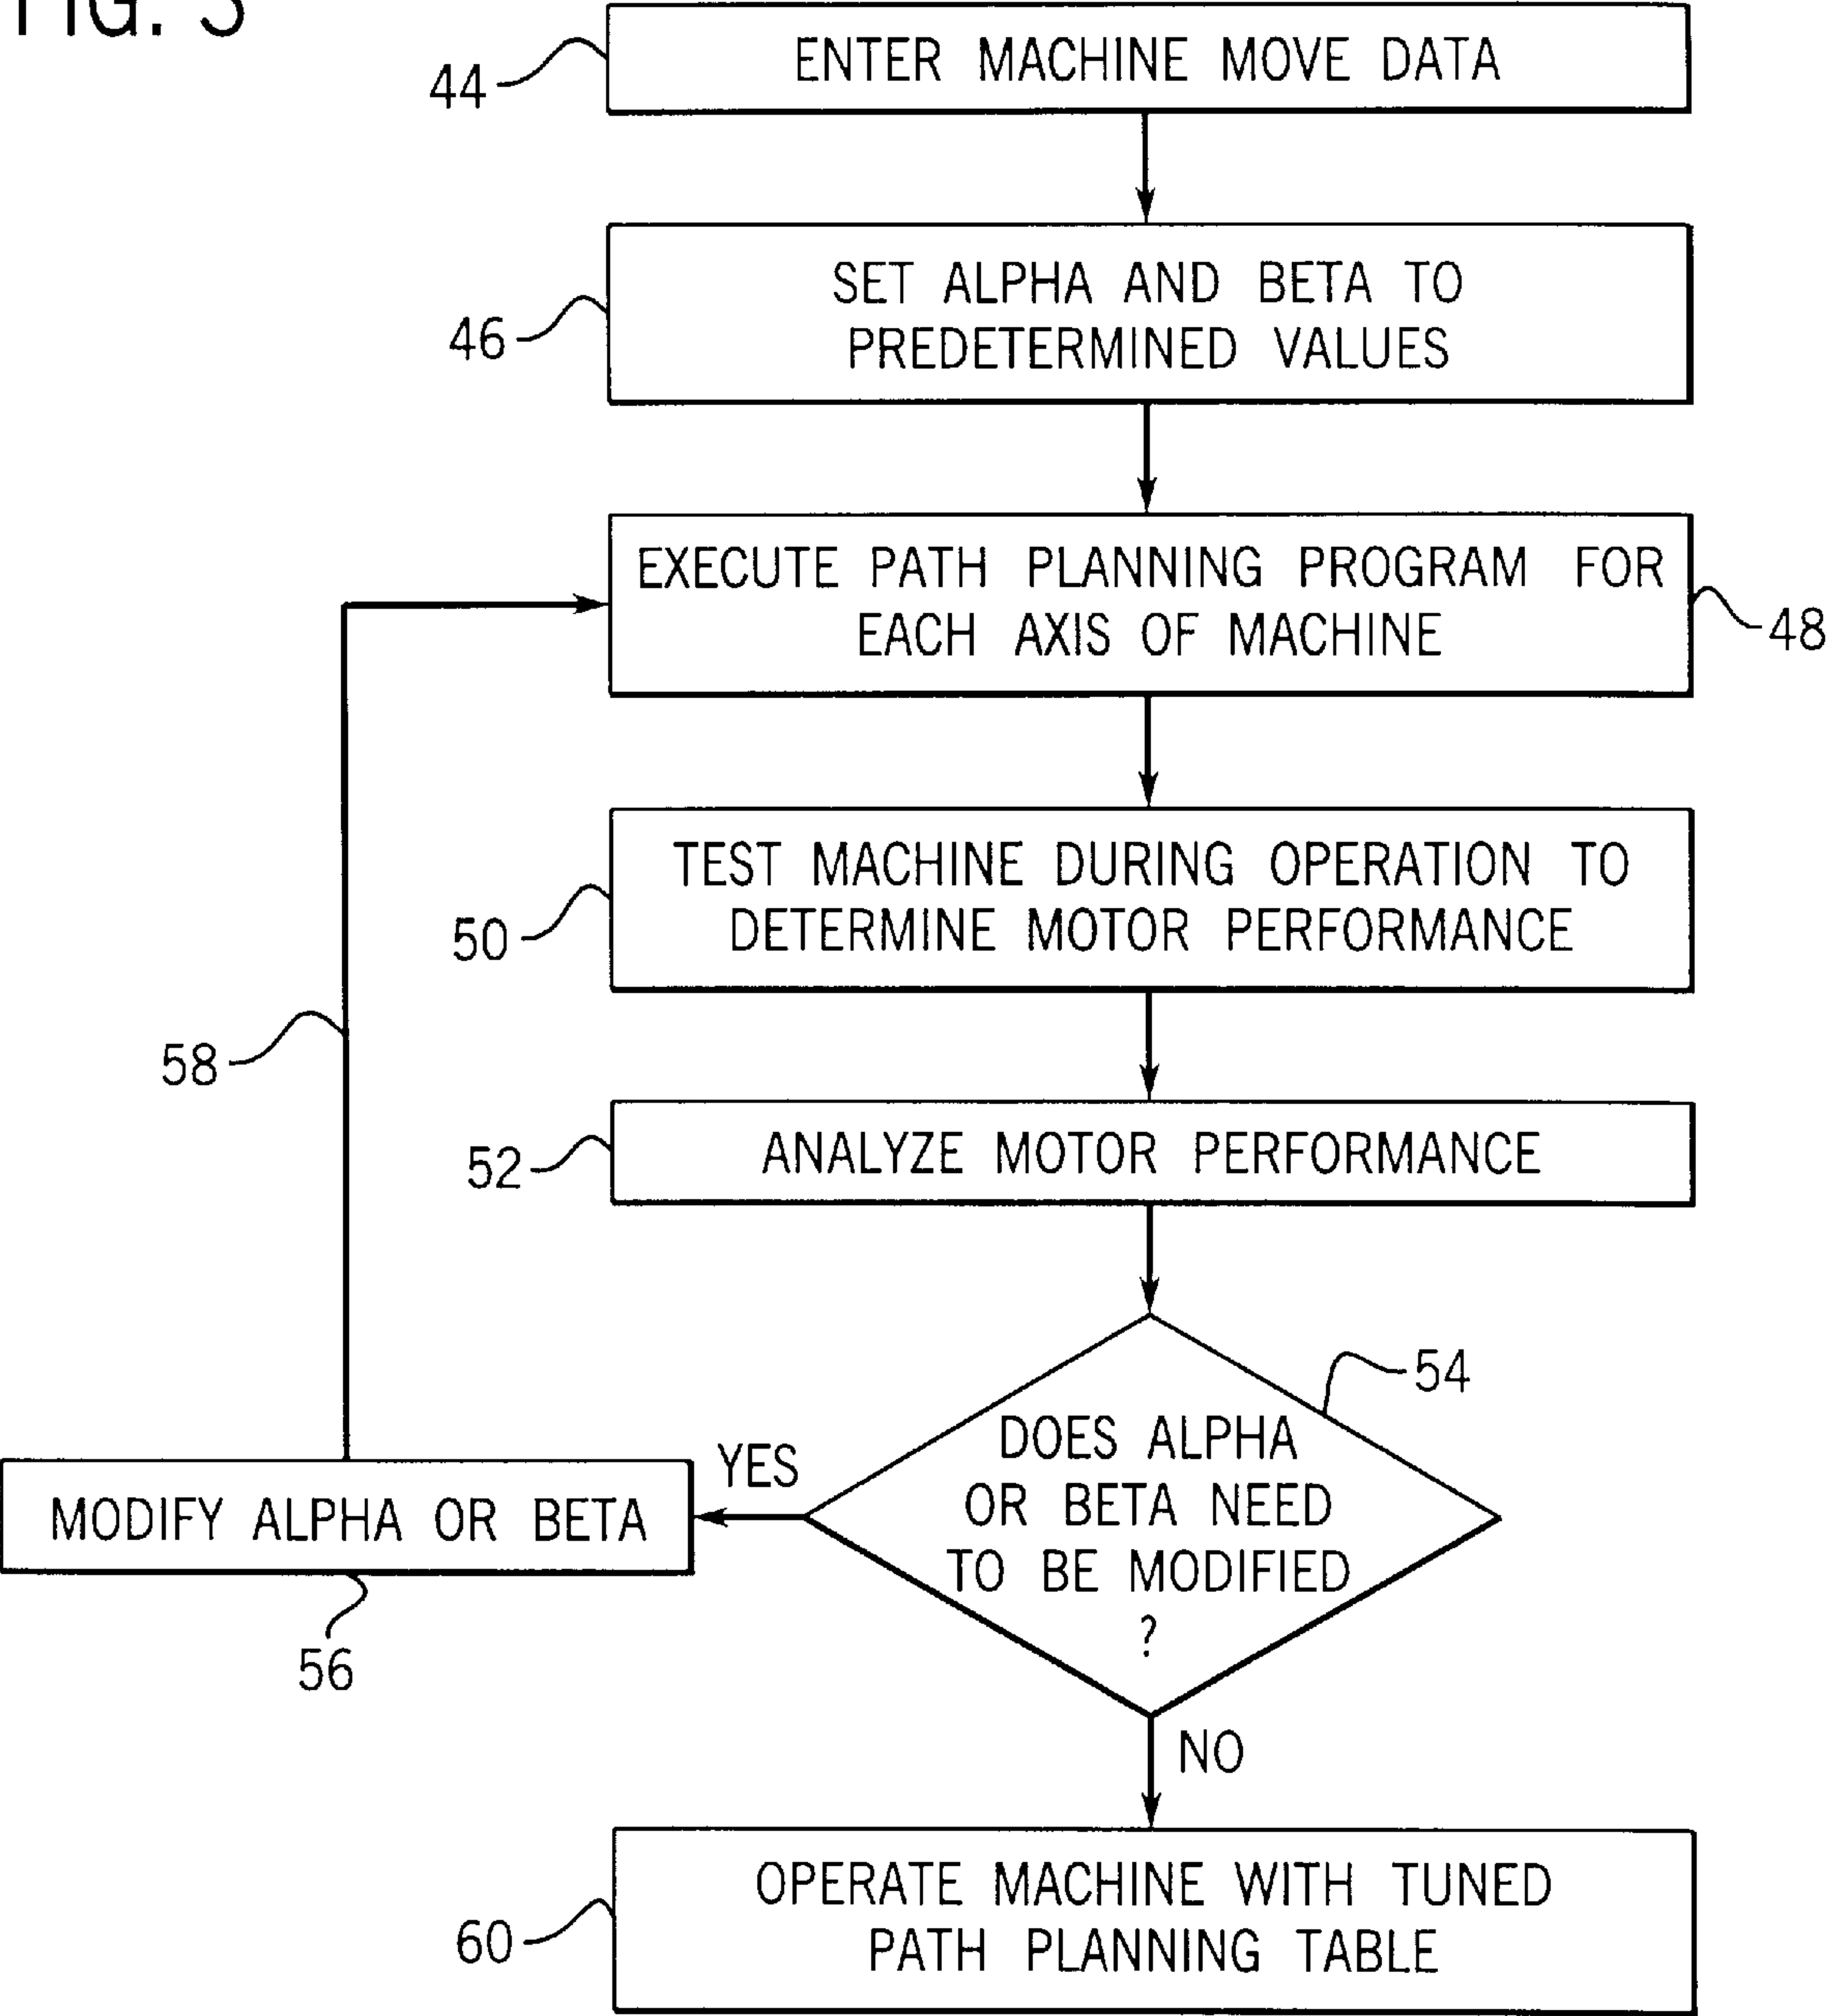 FIG. 3
44
ENTER MACHINE MOVE DATA
46
SET ALPHA AND BETA TO
PREDETERMINED VALUES
EXECUTE PATH PLANNING PROGRAM FOR
EACH AXIS OF MACHINE
48
50
TEST MACHINE DURING OPERATION TO
DETERMINE MOTOR PERFORMANCE
58
52
ANALYZE MOTOR PERFORMANCE
54
DOES ALPHA
OR BETA NEED
TO BE MODIFIED
?
YES
MODIFY ALPHA OR BETA
56
NO
60
OPERATE MACHINE WITH TUNED
PATH PLANNING TABLE